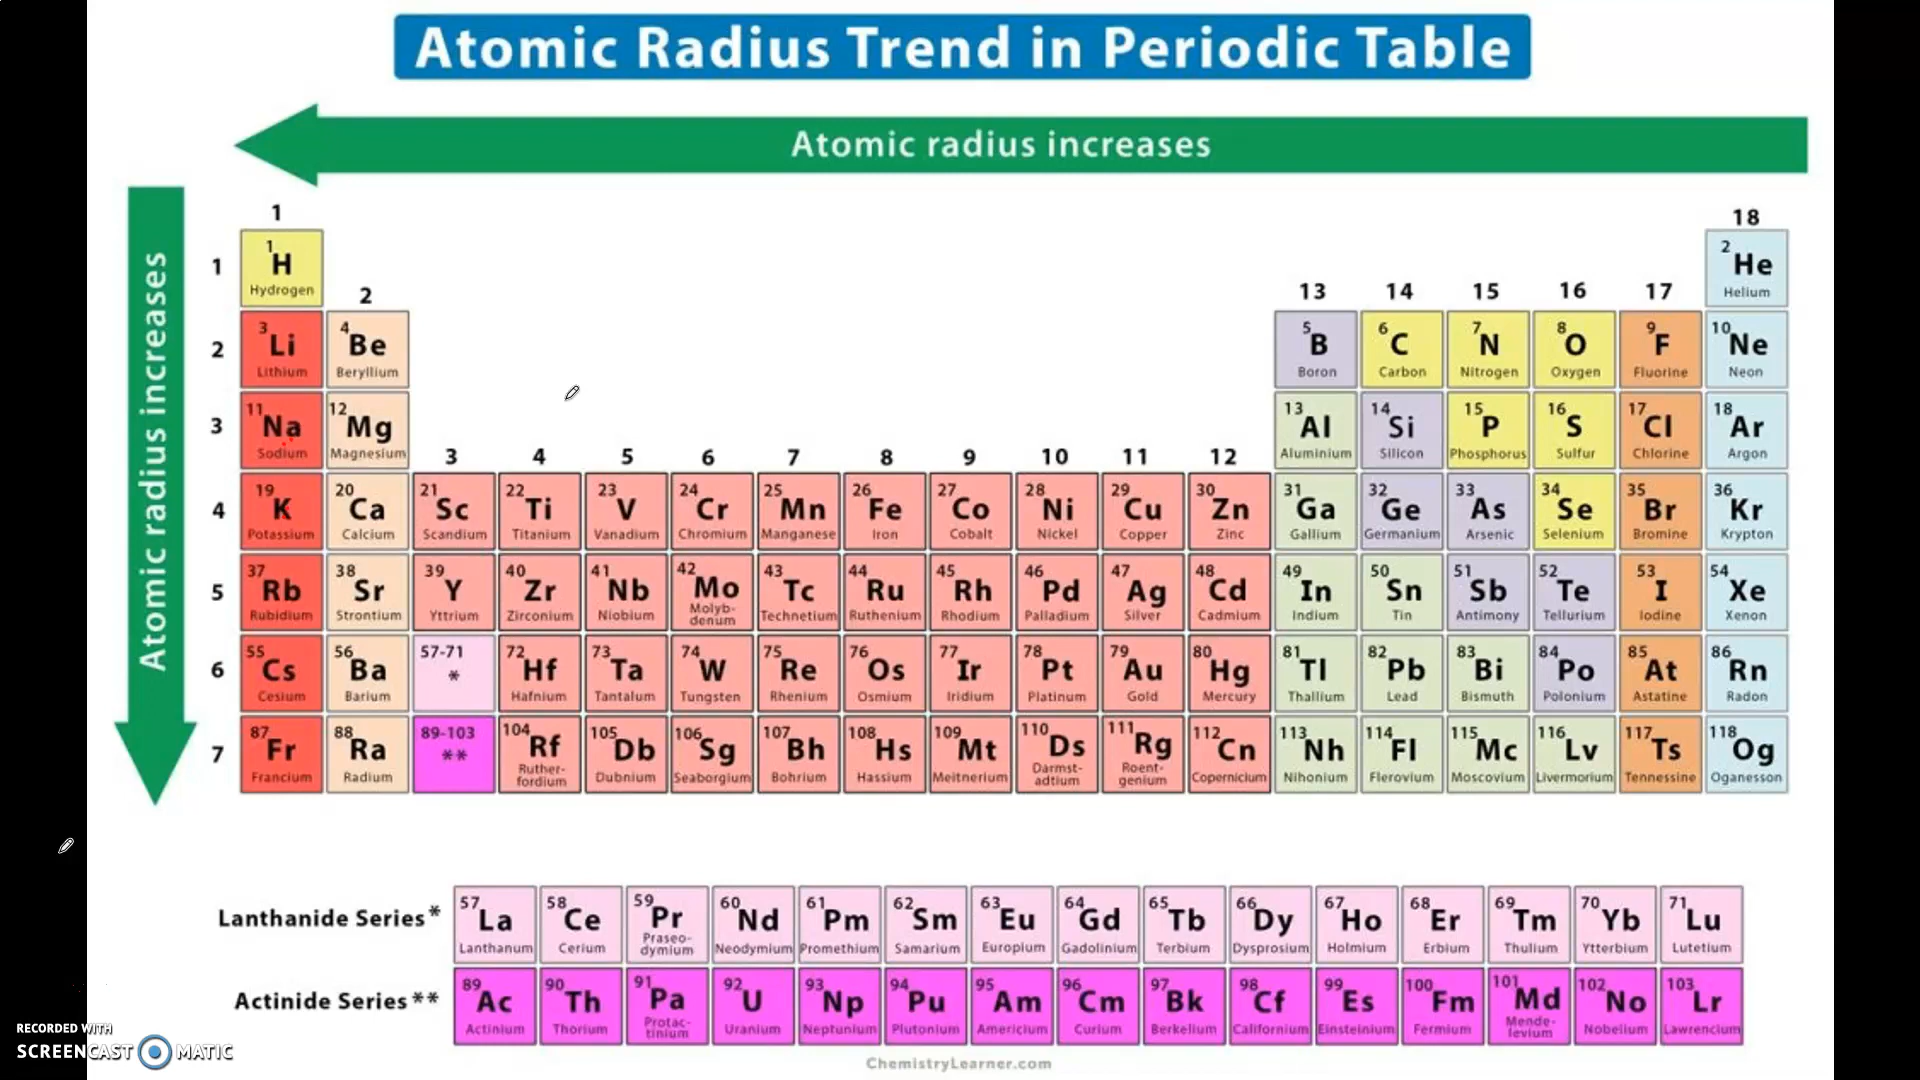 Atomic Radius Trend in Periodic Table
Atomic radius increases
Atomic radius increases
1 18
1 1 H Hydrogen 2 He Helium
2 13 14 15 16 17
2 3 Li Lithium 4 Be Beryllium 5 B Boron 6 C Carbon 7 N Nitrogen 8 O Oxygen 9 F Fluorine 10 Ne Neon
3 11 Na Sodium 12 Mg Magnesium 13 Al Aluminium 14 Si Silicon 15 P Phosphorus 16 S Sulfur 17 Cl Chlorine 18 Ar Argon
3 4 5 6 7 8 9 10 11 12
4 19 K Potassium 20 Ca Calcium 21 Sc Scandium 22 Ti Titanium 23 V Vanadium 24 Cr Chromium 25 Mn Manganese 26 Fe Iron 27 Co Cobalt 28 Ni Nickel 29 Cu Copper 30 Zn Zinc 31 Ga Gallium 32 Ge Germanium 33 As Arsenic 34 Se Selenium 35 Br Bromine 36 Kr Krypton
5 37 Rb Rubidium 38 Sr Strontium 39 Y Yttrium 40 Zr Zirconium 41 Nb Niobium 42 Mo Molyb-denum 43 Tc Technetium 44 Ru Ruthenium 45 Rh Rhodium 46 Pd Palladium 47 Ag Silver 48 Cd Cadmium 49 In Indium 50 Sn Tin 51 Sb Antimony 52 Te Tellurium 53 I Iodine 54 Xe Xenon
6 55 Cs Cesium 56 Ba Barium 57-71 * 72 Hf Hafnium 73 Ta Tantalum 74 W Tungsten 75 Re Rhenium 76 Os Osmium 77 Ir Iridium 78 Pt Platinum 79 Au Gold 80 Hg Mercury 81 Tl Thallium 82 Pb Lead 83 Bi Bismuth 84 Po Polonium 85 At Astatine 86 Rn Radon
7 87 Fr Francium 88 Ra Radium 89-103 ** 104 Rf Ruther-fordium 105 Db Dubnium 106 Sg Seaborgium 107 Bh Bohrium 108 Hs Hassium 109 Mt Meitnerium 110 Ds Darmst-adtium 111 Rg Roent-genium 112 Cn Copernicium 113 Nh Nihonium 114 Fl Flerovium 115 Mc Moscovium 116 Lv Livermorium 117 Ts Tennessine 118 Og Oganesson
Lanthanide Series* 57 La Lanthanum 58 Ce Cerium 59 Pr Praseo-dymium 60 Nd Neodymium 61 Pm Promethium 62 Sm Samarium 63 Eu Europium 64 Gd Gadolinium 65 Tb Terbium 66 Dy Dysprosium 67 Ho Holmium 68 Er Erbium 69 Tm Thulium 70 Yb Ytterbium 71 Lu Lutetium
Actinide Series** 89 Ac Actinium 90 Th Thorium 91 Pa Protac-tinium 92 U Uranium 93 Np Neptunium 94 Pu Plutonium 95 Am Americium 96 Cm Curium 97 Bk Berkelium 98 Cf Californium 99 Es Einsteinium 100 Fm Fermium 101 Md Mende-levium 102 No Nobelium 103 Lr Lawrencium
ChemistryLearner.com
RECORDED WITH
SCREENCAST MATIC